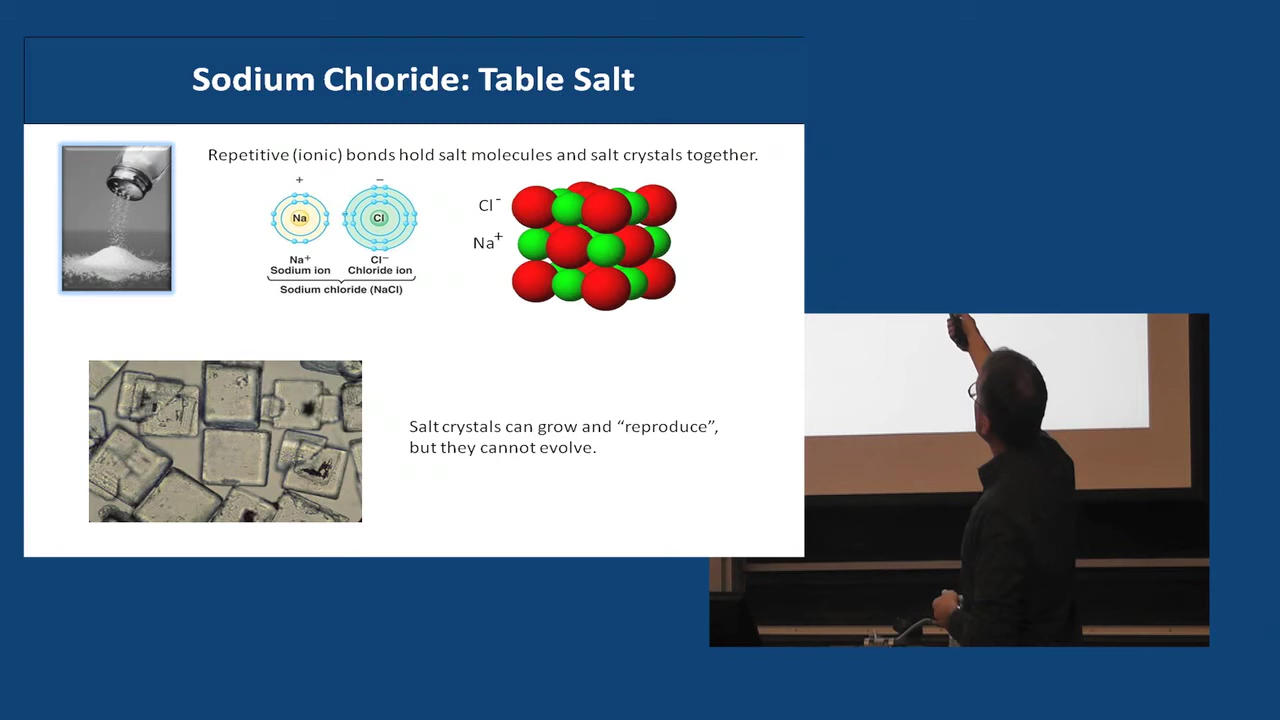 Sodium Chloride: Table Salt
Repetitive (ionic) bonds hold salt molecules and salt crystals together.
+
−
Na
Cl
Na⁺
Sodium ion
Cl⁻
Chloride ion
Sodium chloride (NaCl)
Cl⁻
Na⁺
Salt crystals can grow and “reproduce”,
but they cannot evolve.